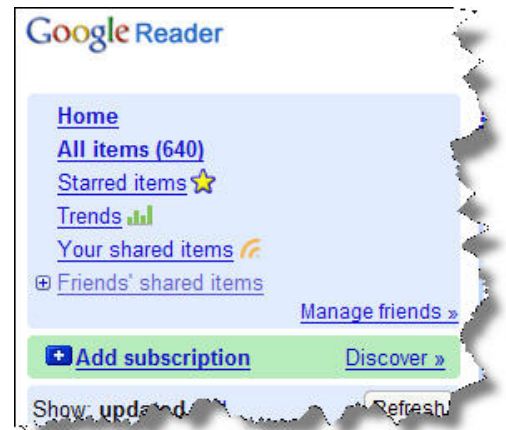 Google Reader
Home
All items (640)
Starred items
Trends
Your shared items
Friends' shared items
Manage friends »
Add subscription
Discover »
Show: updated
Refresh